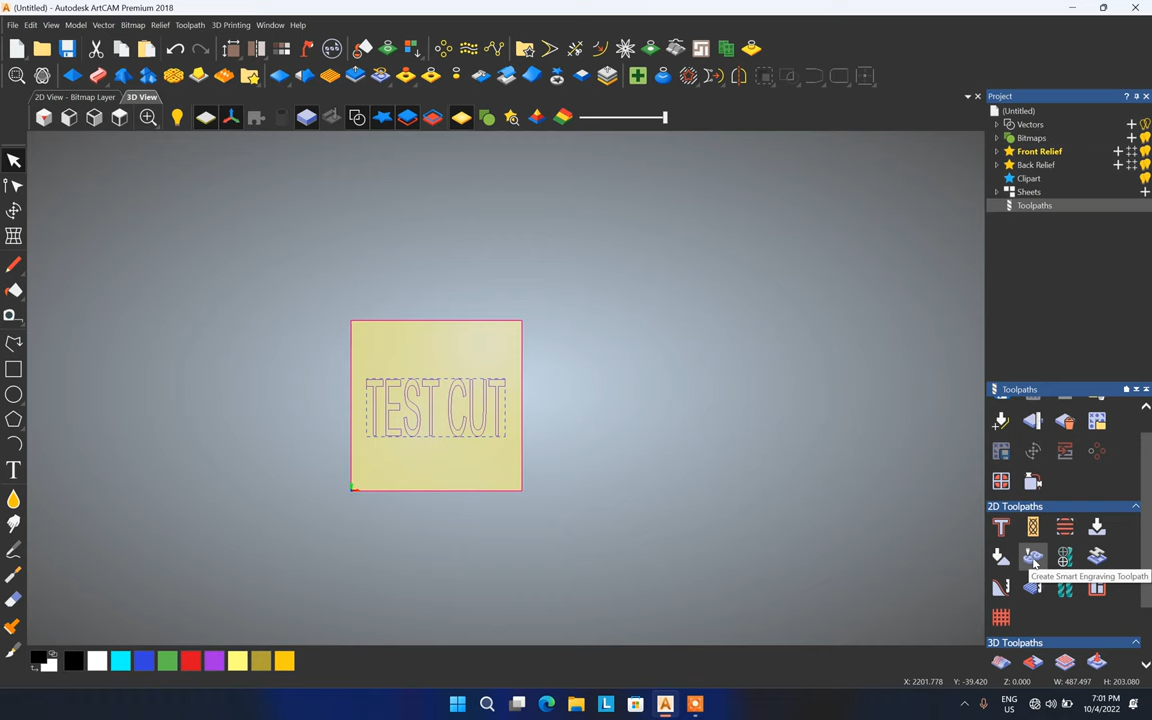 (Untitled) - Autodesk ArtCAM Premium 2018
File Edit View Model Vector Bitmap Relief Toolpath 3D Printing Window Help
2D View - Bitmap Layer 3D View
Project
(Untitled)
Vectors
Bitmaps
Front Relief
Back Relief
Clipart
Sheets
Toolpaths
TEST CUT
Toolpaths
2D Toolpaths
Create Smart Engraving Toolpath
3D Toolpaths
X: 2201.778 Y: -39.420 Z: 0.000 W: 487.497 H: 203.080
ENG
US
7:01 PM
10/4/2022